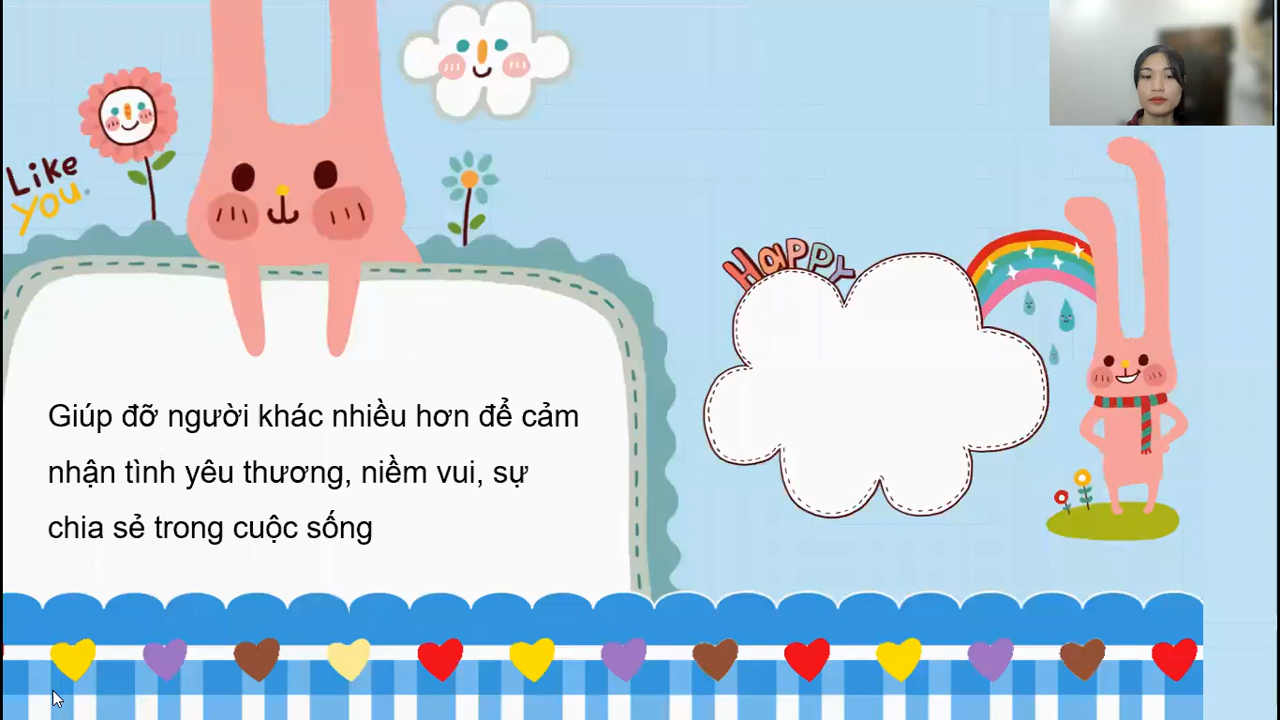 Like
you.
Happy
Giúp đỡ người khác nhiều hơn để cảm
nhận tình yêu thương, niềm vui, sự
chia sẻ trong cuộc sống